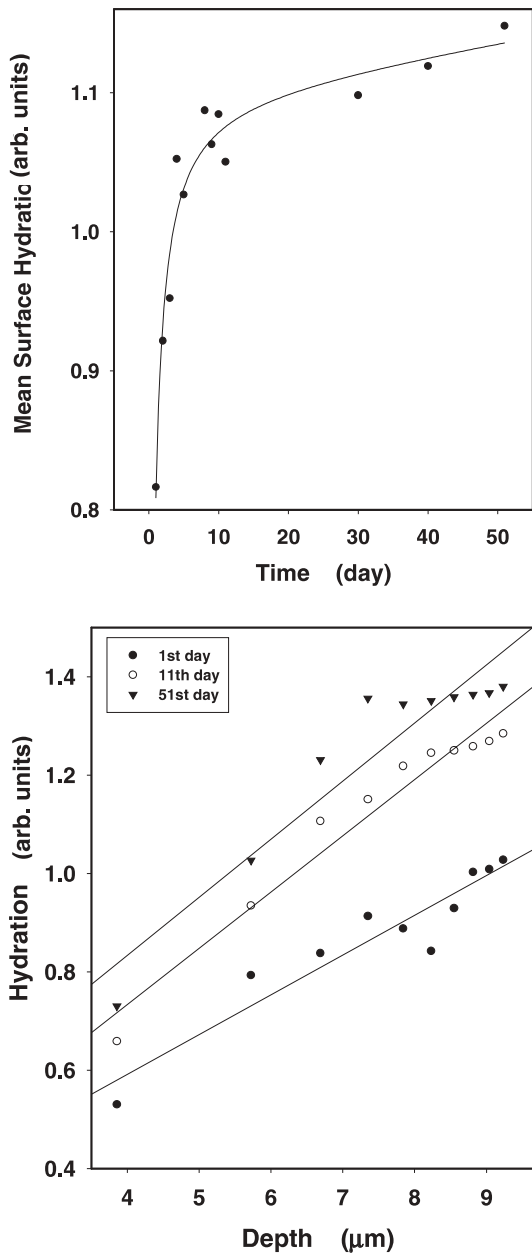 Mean Surface Hydratic (arb. units)
1.1
1.0
0.9
0.8
0 10 20 30 40 50
Time (day)
Hydration (arb. units)
1st day
11th day
51st day
1.4
1.2
1.0
0.8
0.6
0.4
4 5 6 7 8 9
Depth (μm)